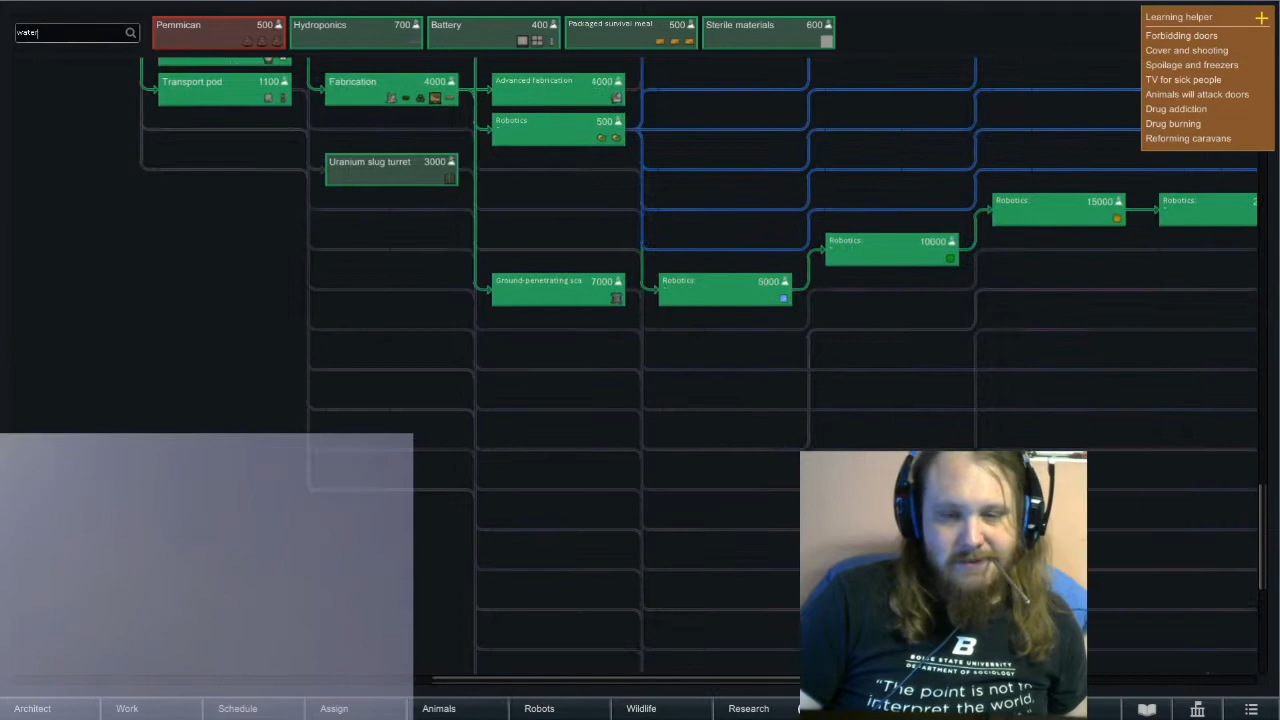 water
Pemmican 500
Hydroponics 700
Battery 400
Packaged survival meal 500
Sterile materials 600
Learning helper
Forbidding doors
Cover and shooting
Spoilage and freezers
TV for sick people
Animals will attack doors
Drug addiction
Drug burning
Reforming caravans
Transport pod 1100
Fabrication 4000
Advanced fabrication 4000
Robotics 500
Uranium slug turret 3000
Robotics: 15000
Robotics: 2
Robotics: 10000
Ground-penetrating sca 7000
Robotics: 5000
B
BOISE STATE UNIVERSITY
DEPARTMENT OF SOCIOLOGY
"The point is not to
interpret the world,
Architect
Work
Schedule
Assign
Animals
Robots
Wildlife
Research